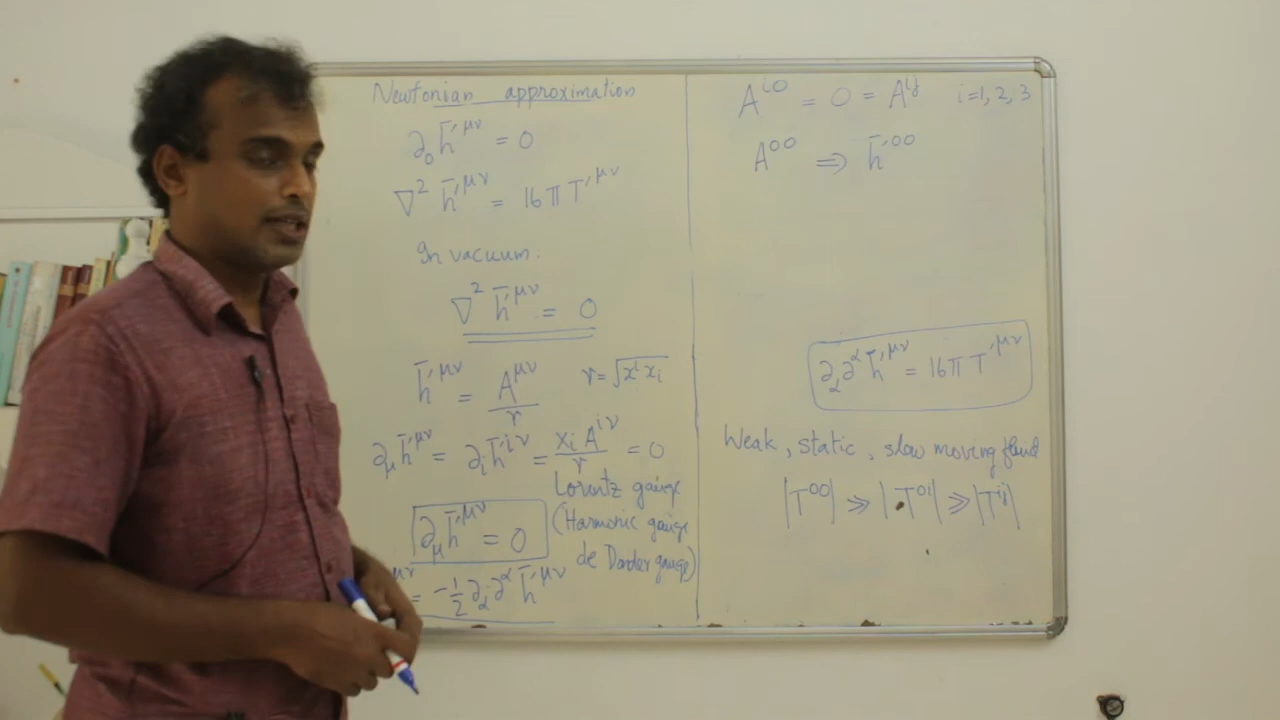 Newtonian approximation
∂₀ h̄'^μν = 0
∇² h̄'^μν = 16π T'^μν
In vacuum:
∇² h̄'^μν = 0
h̄'^μν = A^μν / r   r = √(x^i x_i)
∂_μ h̄'^μν = ∂_i h̄'^iν = x_i A^iν / r = 0
Lorentz gauge
∂_μ h̄'^μν = 0
(Harmonic gauge
de Donder gauge)
^μν = -1/2 ∂_α ∂^α h̄'^μν
A^i0 = 0 = A^ij   i=1, 2, 3
A^00 ⇒ h̄'^00
∂_α ∂^α h̄'^μν = 16π T'^μν
Weak, static, slow moving fluid
|T^00| ≫ |T^0i| ≫ |T^ij|